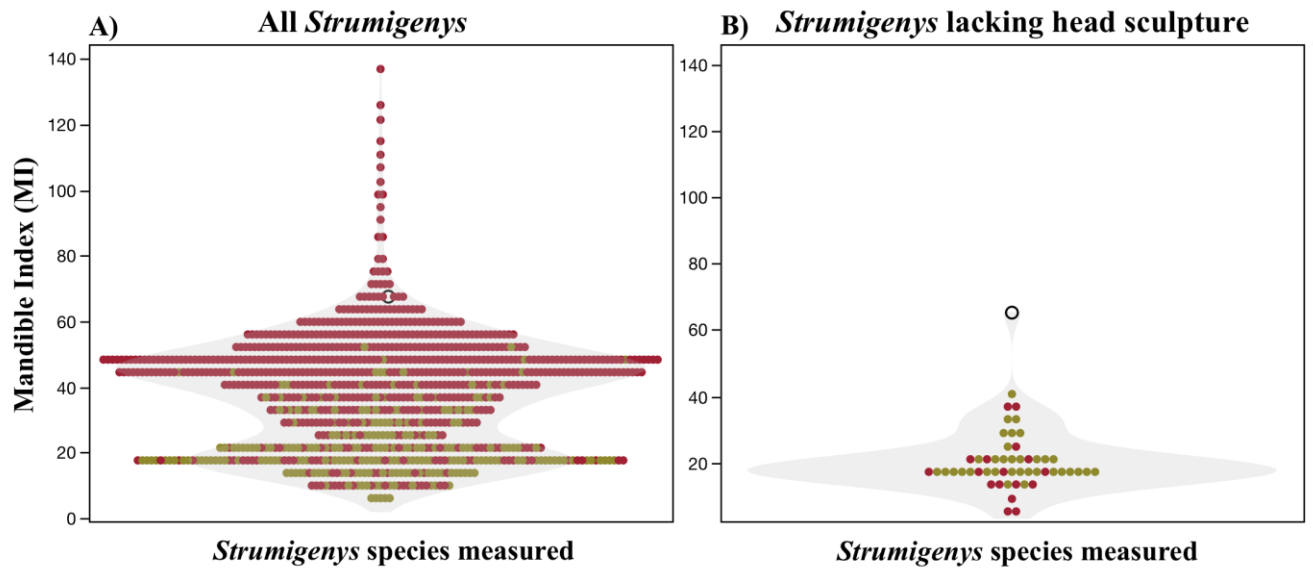 A)
All Strumigenys
B)
Strumigenys lacking head sculpture
Mandible Index (MI)
140
120
100
80
60
40
20
0
140
120
100
80
60
40
20
Strumigenys species measured
Strumigenys species measured